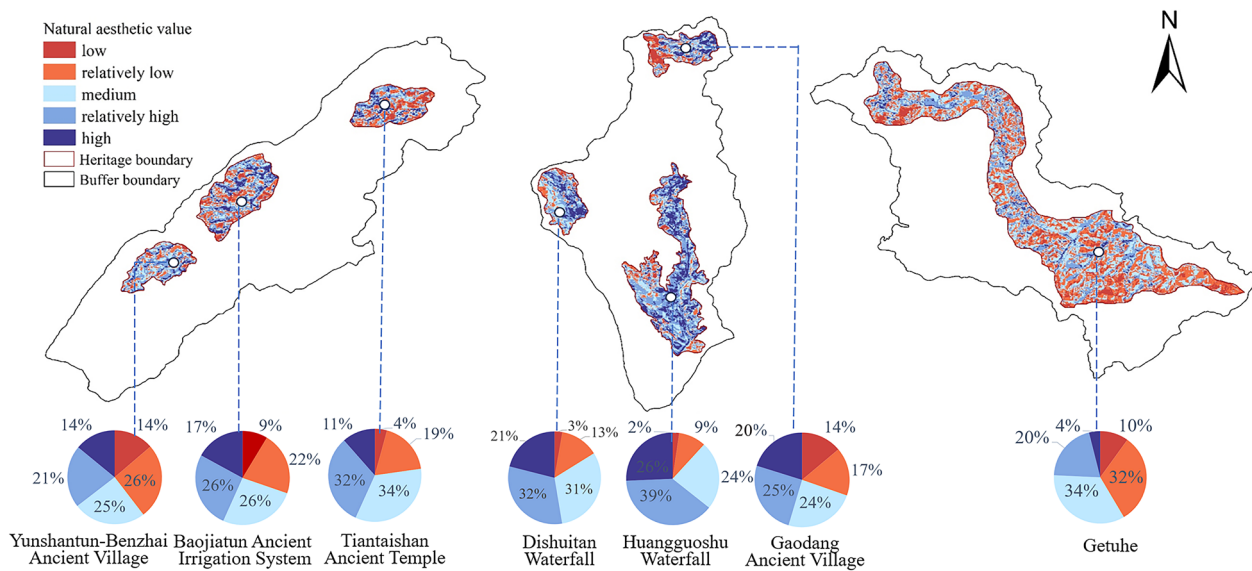 Natural aesthetic value
low
relatively low
medium
relatively high
high
Heritage boundary
Buffer boundary
N
14%
14%
26%
25%
21%
Yunshantun-Benzhai
Ancient Village
17%
9%
22%
26%
26%
Baojiatun Ancient
Irrigation System
11%
4%
19%
34%
32%
Tiantaishan
Ancient Temple
21%
3%
13%
31%
32%
Dishuitan
Waterfall
2%
9%
26%
39%
24%
Huangguoshu
Waterfall
20%
14%
17%
24%
25%
Gaodang
Ancient Village
4%
10%
20%
32%
34%
Getuhe